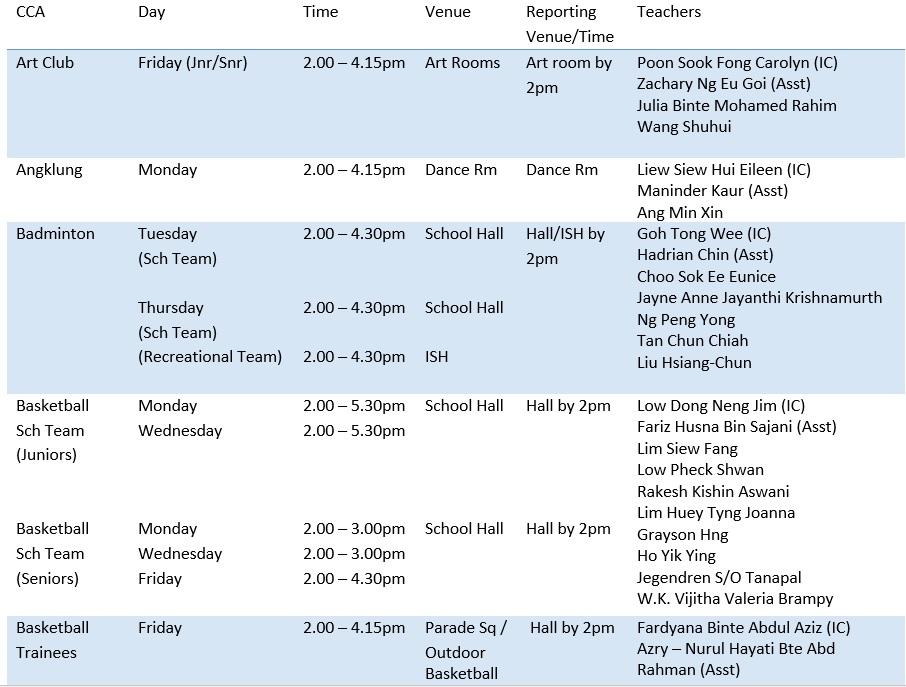 CCA Day Time Venue Reporting Venue/Time Teachers
Art Club Friday (Jnr/Snr) 2.00 – 4.15pm Art Rooms Art room by 2pm Poon Sook Fong Carolyn (IC)
Zachary Ng Eu Goi (Asst)
Julia Binte Mohamed Rahim
Wang Shuhui
Angklung Monday 2.00 – 4.15pm Dance Rm Dance Rm Liew Siew Hui Eileen (IC)
Maninder Kaur (Asst)
Ang Min Xin
Badminton Tuesday 2.00 – 4.30pm School Hall Hall/ISH by Goh Tong Wee (IC)
(Sch Team) 2pm Hadrian Chin (Asst)
Choo Sok Ee Eunice
Thursday 2.00 – 4.30pm School Hall Jayne Anne Jayanthi Krishnamurth
(Sch Team) Ng Peng Yong
Tan Chun Chiah
(Recreational Team) 2.00 – 4.30pm ISH Liu Hsiang-Chun
Basketball Monday 2.00 – 5.30pm School Hall Hall by 2pm Low Dong Neng Jim (IC)
Sch Team Wednesday 2.00 – 5.30pm Fariz Husna Bin Sajani (Asst)
(Juniors) Lim Siew Fang
Low Pheck Shwan
Rakesh Kishin Aswani
Lim Huey Tyng Joanna
Basketball Monday 2.00 – 3.00pm School Hall Hall by 2pm Grayson Hng
Sch Team Wednesday 2.00 – 3.00pm Ho Yik Ying
(Seniors) Friday 2.00 – 4.30pm Jegendren S/O Tanapal
W.K. Vijitha Valeria Brampy
Basketball Friday 2.00 – 4.15pm Parade Sq / Hall by 2pm Fardyana Binte Abdul Aziz (IC)
Trainees Outdoor Azry – Nurul Hayati Bte Abd
Basketball Rahman (Asst)